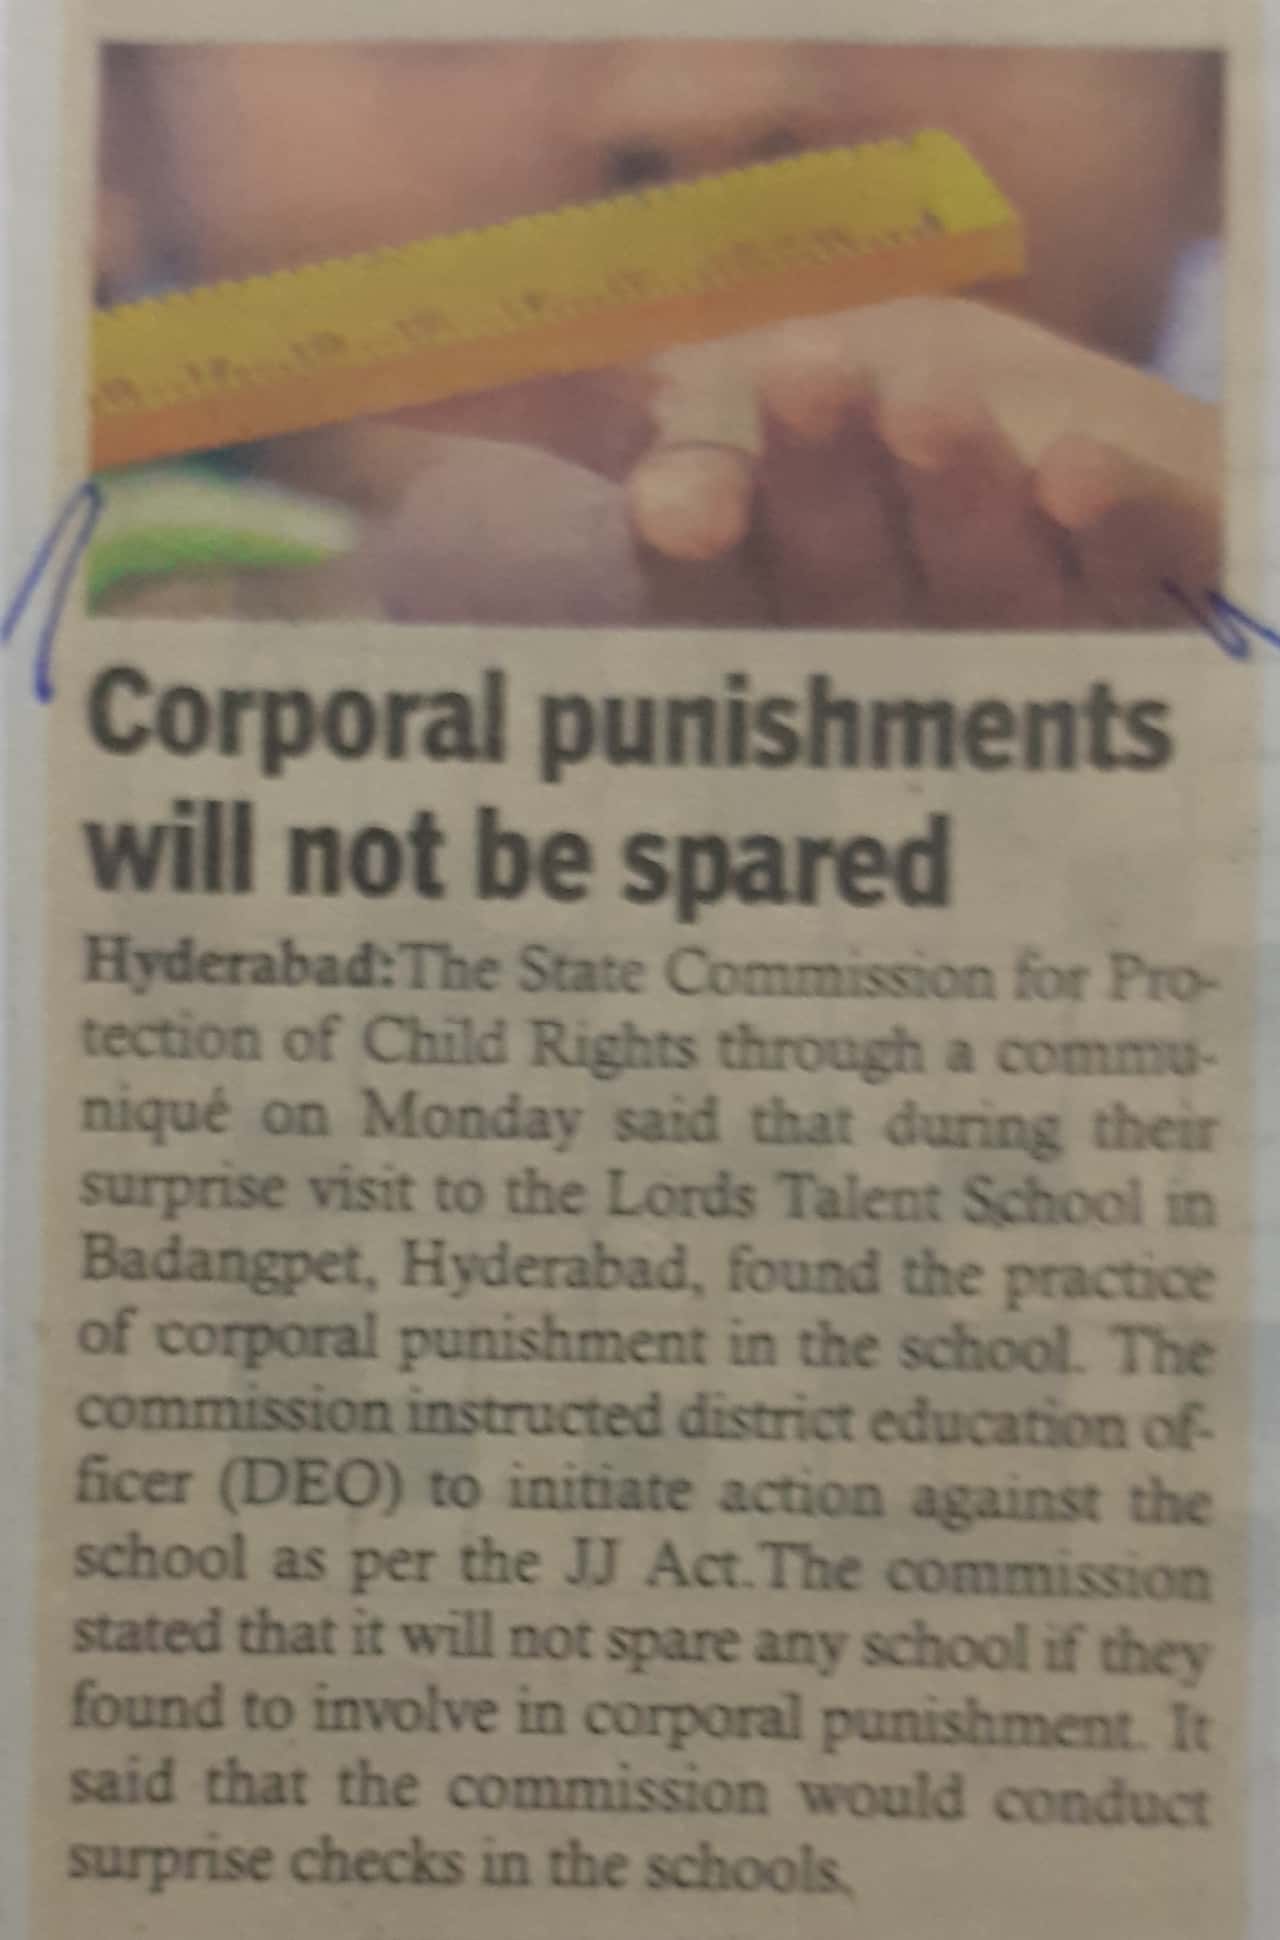 Corporal punishments
will not be spared
Hyderabad:The State Commission for Pro-
tection of Child Rights through a commu-
niqué on Monday said that during their
surprise visit to the Lords Talent School in
Badangpet, Hyderabad, found the practice
of corporal punishment in the school. The
commission instructed district education of-
ficer (DEO) to initiate action against the
school as per the JJ Act.The commission
stated that it will not spare any school if they
found to involve in corporal punishment. It
said that the commission would conduct
surprise checks in the schools.